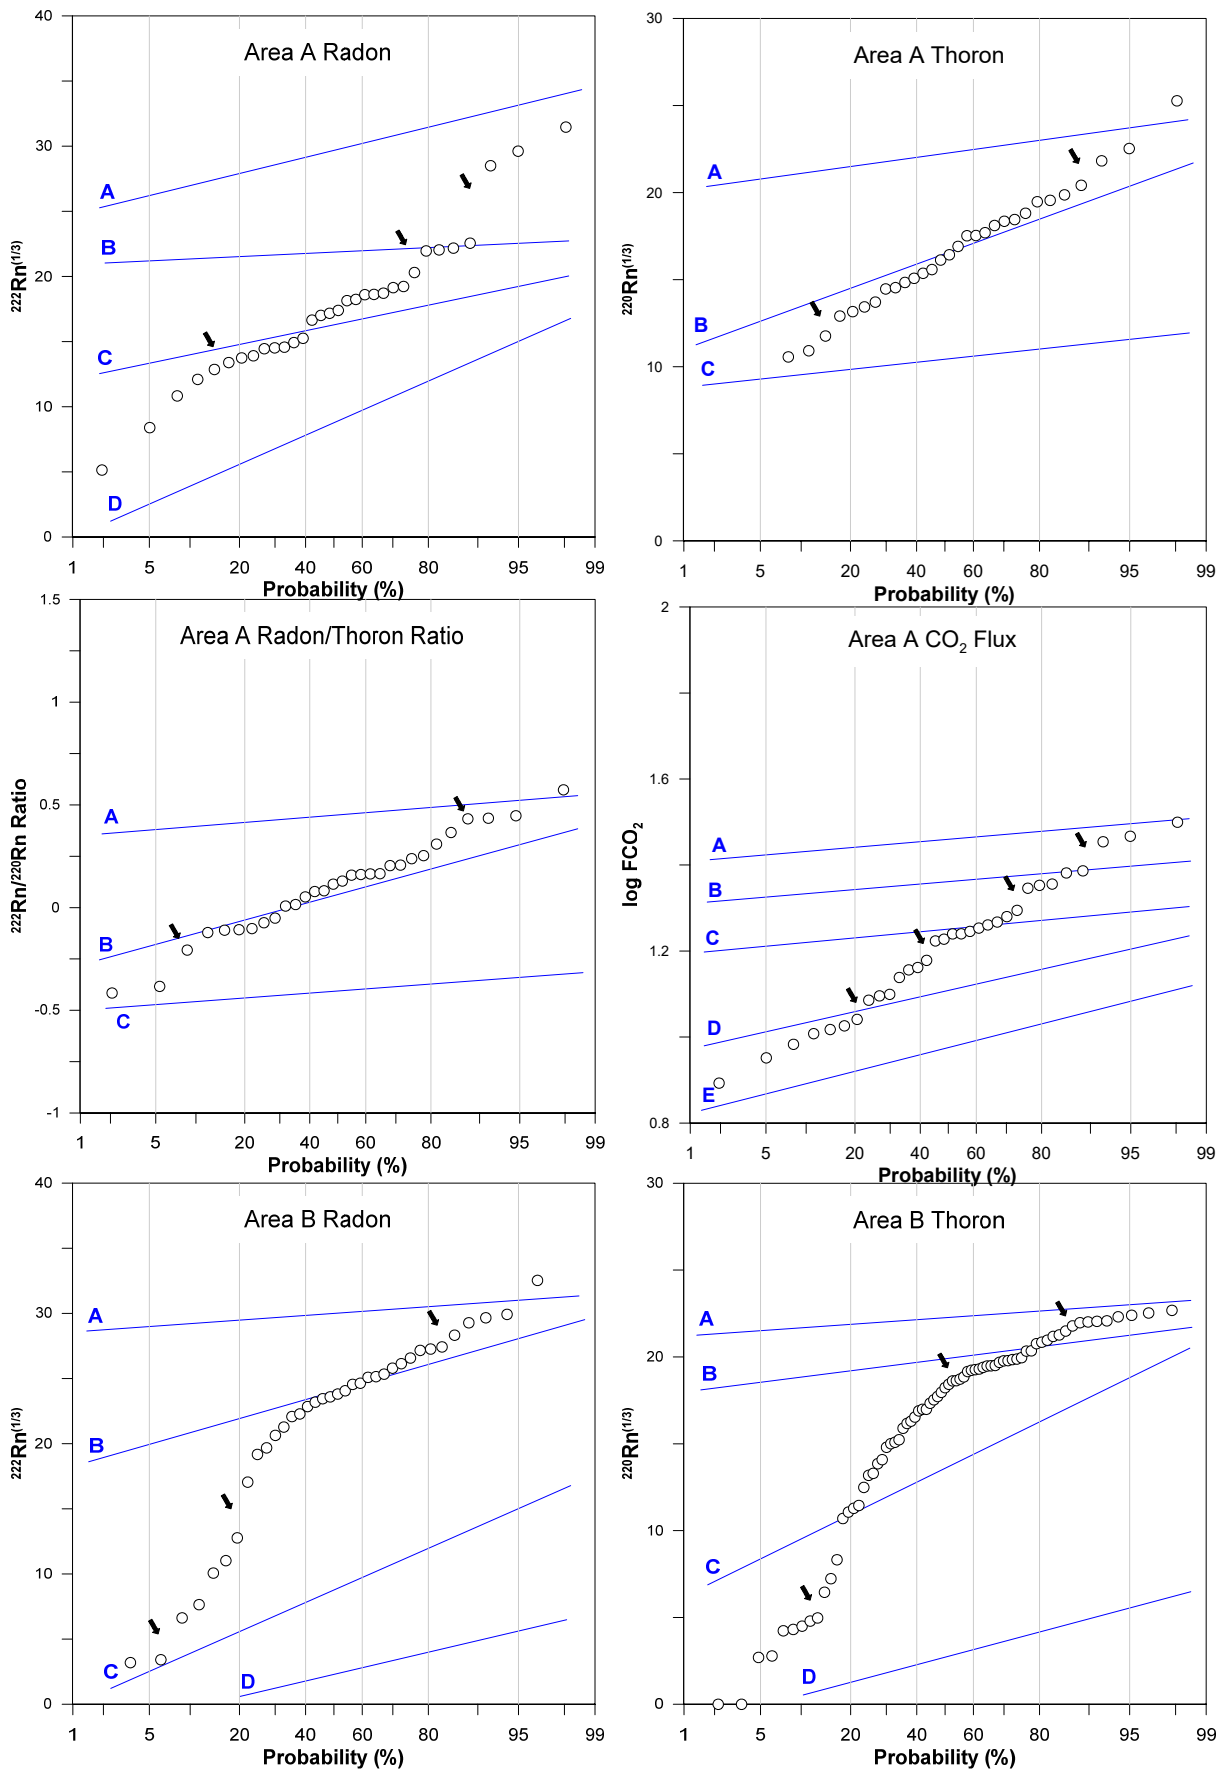 Area A Radon
40
30
20
10
0
222Rn(1/3)
A
B
C
D
1 5 20 40 60 80 95 99
Probability (%)
Area A Thoron
30
20
10
0
220Rn(1/3)
A
B
C
1 5 20 40 60 80 95 99
Probability (%)
Area A Radon/Thoron Ratio
1.5
1
0.5
0
-0.5
-1
222Rn/220Rn Ratio
A
B
C
1 5 20 40 60 80 95 99
Probability (%)
Area A CO2 Flux
2
1.6
1.2
0.8
log FCO2
A
B
C
D
E
1 5 20 40 60 80 95 99
Probability (%)
Area B Radon
40
30
20
10
0
222Rn(1/3)
A
B
C
D
1 5 20 40 60 80 95 99
Probability (%)
Area B Thoron
30
20
10
0
220Rn(1/3)
A
B
C
D
1 5 20 40 60 80 95 99
Probability (%)